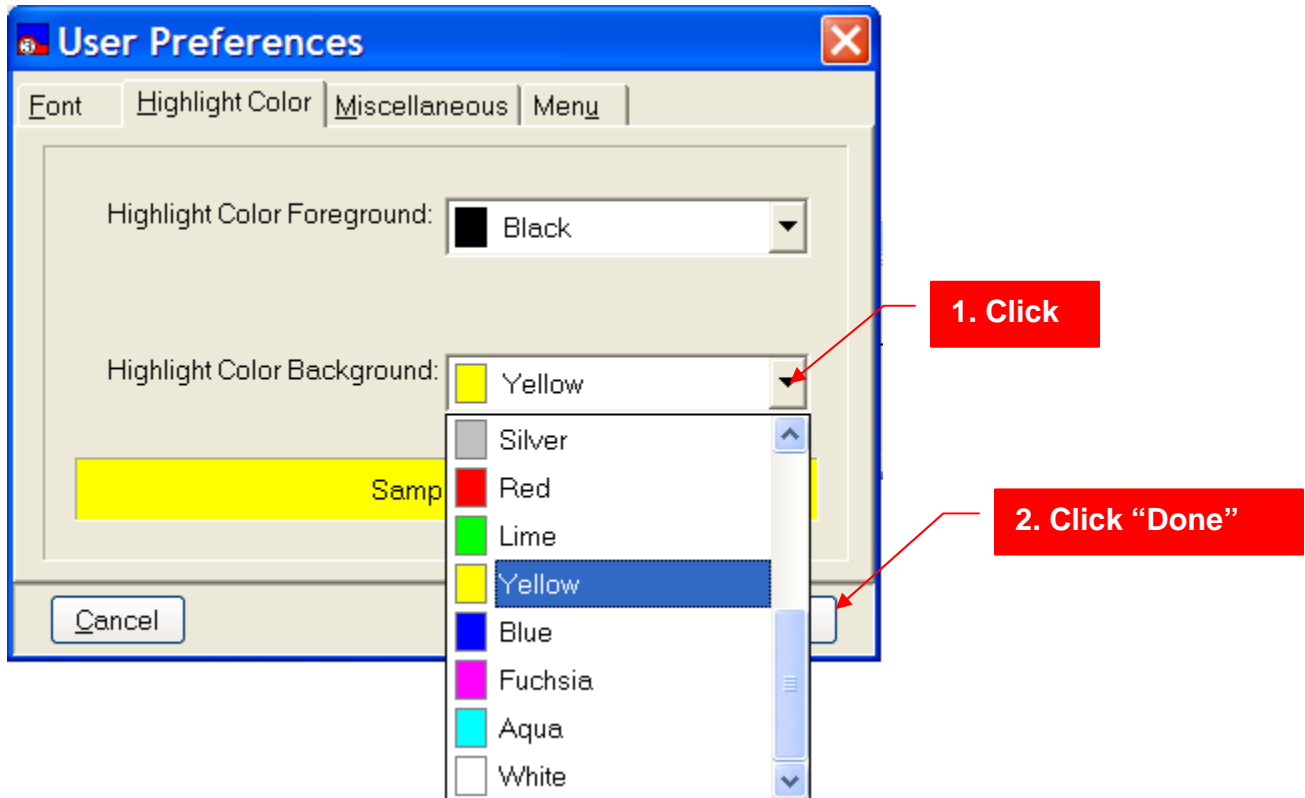 User Preferences
Font Highlight Color Miscellaneous Menu
Highlight Color Foreground: Black
1. Click
Highlight Color Background: Yellow
Silver
Samp Red
2. Click “Done”
Lime
Yellow
Cancel Blue
Fuchsia
Aqua
White